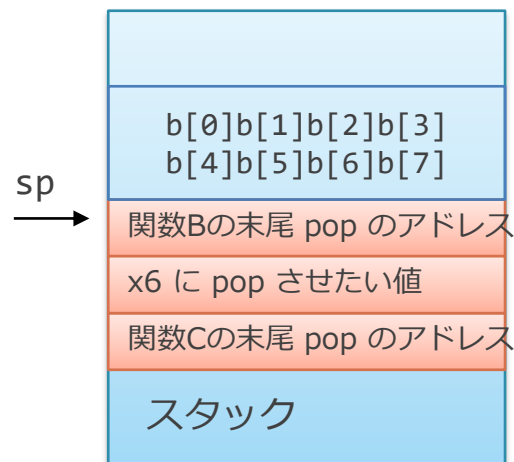 b[0]b[1]b[2]b[3]
b[4]b[5]b[6]b[7]
sp
関数Bの末尾 pop のアドレス
x6 に pop させたい値
関数Cの末尾 pop のアドレス
スタック